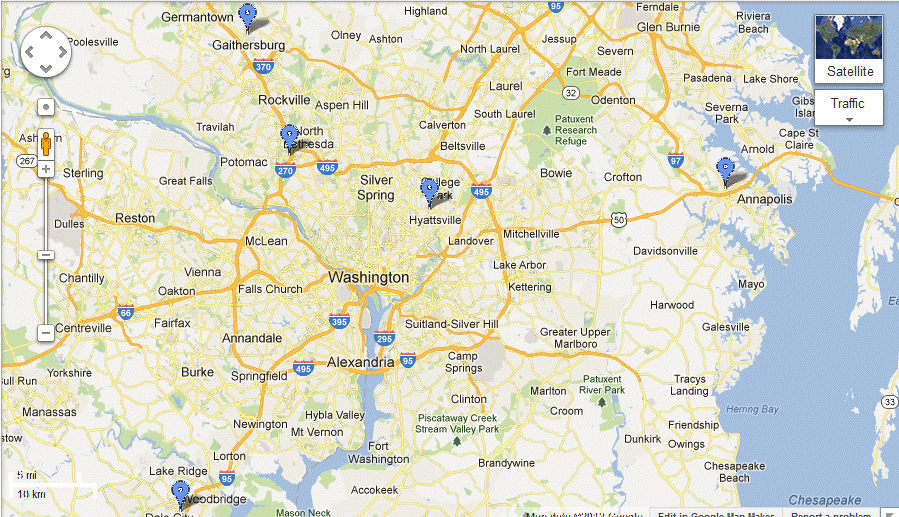 Highland
95
Ferndale
Riviera
Beach
Germantown
Glen Burnie
Olney
Ashton
Jessup
Poolesville
Gaithersburg
North Laurel
Severn
370
Fort Meade
Pasadena
Lake Shore
Satellite
Laurel
Rockville
Aspen Hill
32
Odenton
Traffic
Severna
Park
South Laurel
Travilah
Calverton
Patuxent
Research
Refuge
Cape St
Claire
North
Bethesda
Beltsville
Arnold
267
Potomac
270
495
97
Sterling
Great Falls
Silver
Spring
College
Park
495
Bowie
Crofton
Annapolis
Reston
Hyattsville
50
Dulles
McLean
Landover
Mitchellville
Davidsonville
Chantilly
Vienna
Washington
Lake Arbor
Oakton
Falls Church
Kettering
Mayo
66
Harwood
Centreville
Fairfax
395
Suitland-Silver Hill
Galesville
Annandale
295
Greater Upper
Marlboro
Alexandria
95
Camp
Springs
Yorkshire
Burke
Springfield
495
Patuxent
River Park
Tracys
Landing
Bull Run
Marlton
Clinton
33
Manassas
Hybla Valley
Croom
Herring Bay
Newington
Mt Vernon
Piscataway Creek
Stream Valley Park
Friendship
Dunkirk
Owings
Fort
Washington
Lorton
Lake Ridge
Brandywine
Chesapeake
Beach
5 mi
95
10 km
Woodbridge
Accokeek
Chesapeake
Dale City
Mason Neck
Edit in Google Map Maker
Report a problem